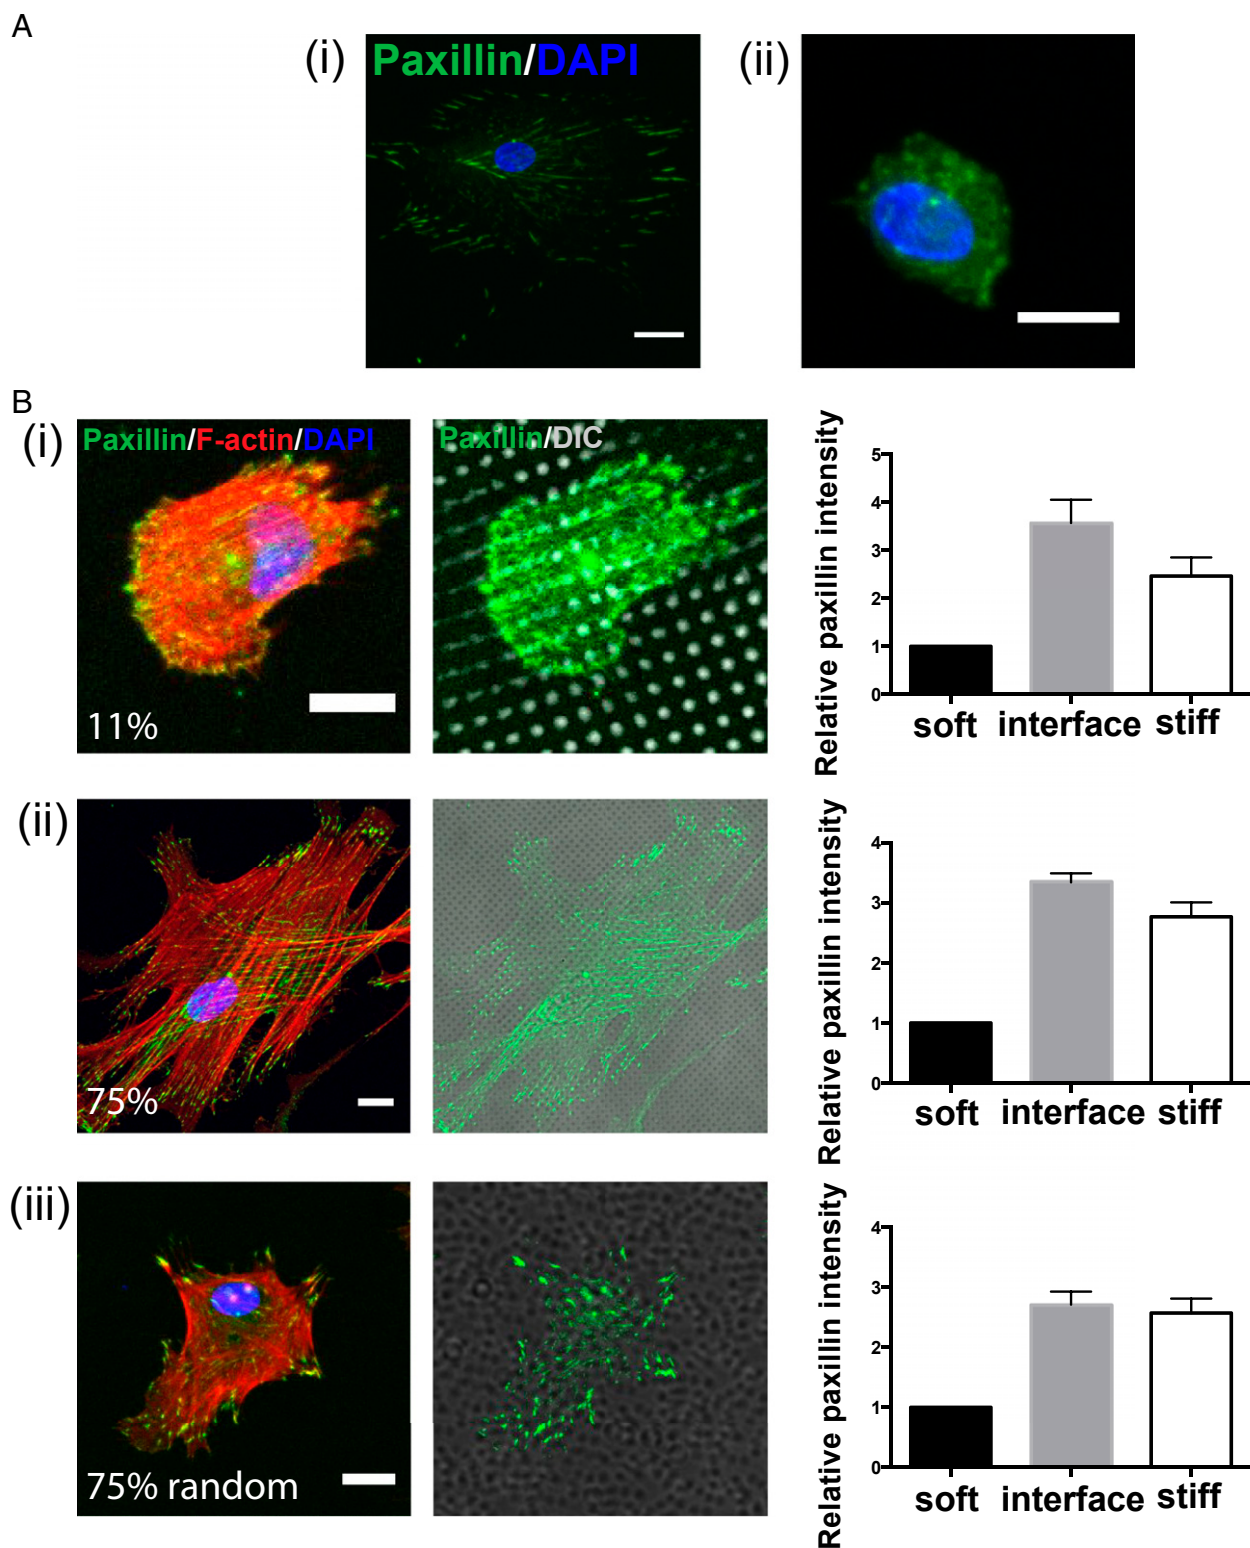 A
(i)
Paxillin/DAPI
(ii)
B
(i)
Paxillin/F-actin/DAPI
11%
Paxillin/DIC
Relative paxillin intensity
5
4
3
2
1
0
soft interface stiff
(ii)
75%
Relative paxillin intensity
4
3
2
1
0
soft interface stiff
(iii)
75% random
Relative paxillin intensity
4
3
2
1
0
soft interface stiff